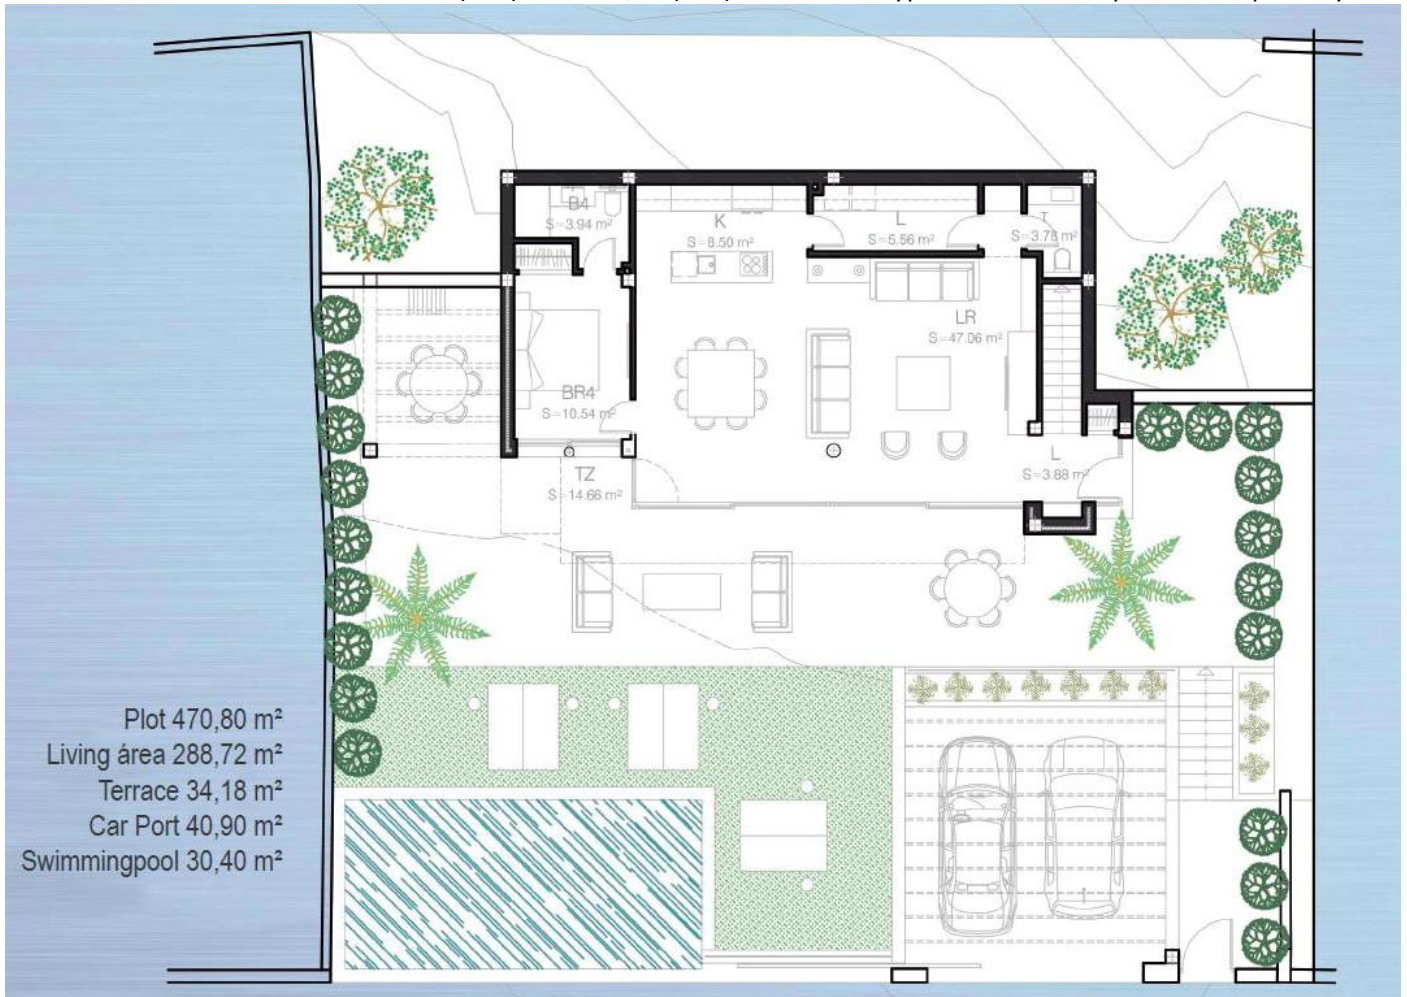 B4
S=3.94 m²
K
S=8.50 m²
L
S=5.56 m²
T
S=3.78 m²
LR
S=47.06 m²
BR4
S=10.54 m²
TZ
S=14.66 m²
L
S=3.88 m²
Plot 470,80 m²
Living área 288,72 m²
Terrace 34,18 m²
Car Port 40,90 m²
Swimmingpool 30,40 m²